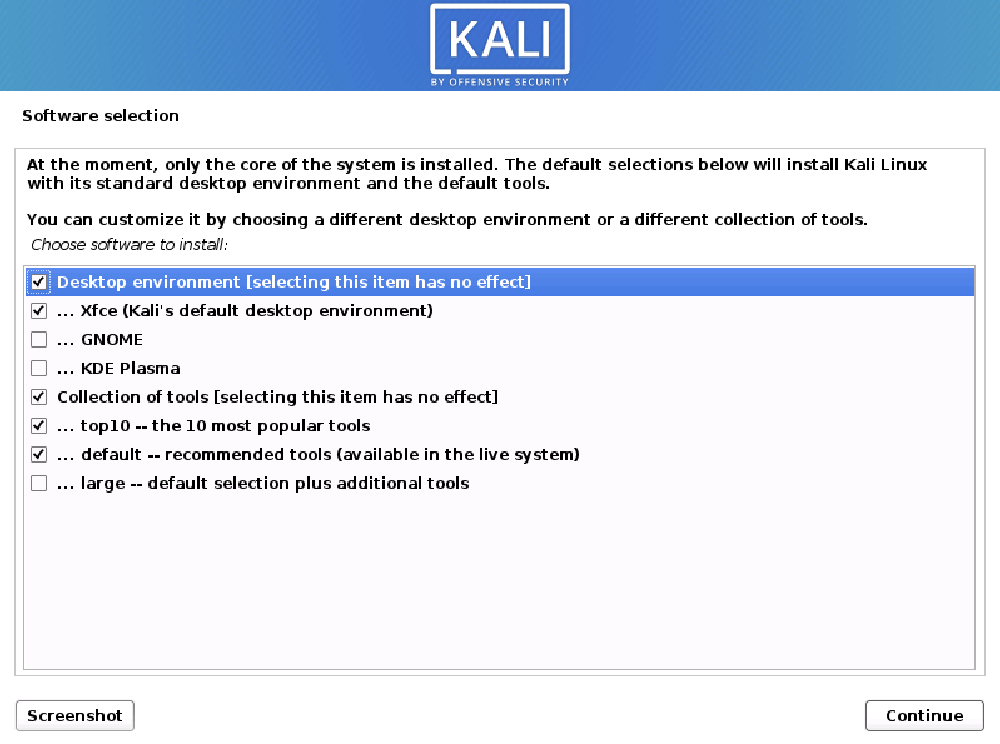 KALI
BY OFFENSIVE SECURITY
Software selection
At the moment, only the core of the system is installed. The default selections below will install Kali Linux
with its standard desktop environment and the default tools.
You can customize it by choosing a different desktop environment or a different collection of tools.
Choose software to install:
Desktop environment [selecting this item has no effect]
... Xfce (Kali's default desktop environment)
... GNOME
... KDE Plasma
Collection of tools [selecting this item has no effect]
... top10 -- the 10 most popular tools
... default -- recommended tools (available in the live system)
... large -- default selection plus additional tools
Screenshot
Continue